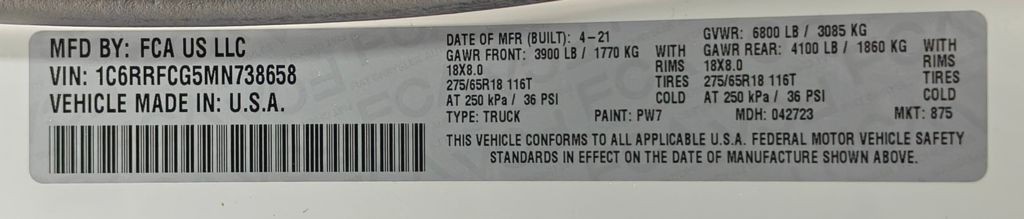 MFD BY: FCA US LLC
VIN: 1C6RRFCG5MN738658
VEHICLE MADE IN: U.S.A.
DATE OF MFR (BUILT): 4-21
GVWR: 6800 LB / 3085 KG
GAWR FRONT: 3900 LB / 1770 KG WITH
GAWR REAR: 4100 LB / 1860 KG WITH
18X8.0 RIMS 18X8.0 RIMS
275/65R18 116T TIRES 275/65R18 116T TIRES
AT 250 kPa / 36 PSI COLD AT 250 kPa / 36 PSI COLD
TYPE: TRUCK PAINT: PW7 MDH: 042723 MKT: 875
THIS VEHICLE CONFORMS TO ALL APPLICABLE U.S.A. FEDERAL MOTOR VEHICLE SAFETY
STANDARDS IN EFFECT ON THE DATE OF MANUFACTURE SHOWN ABOVE.